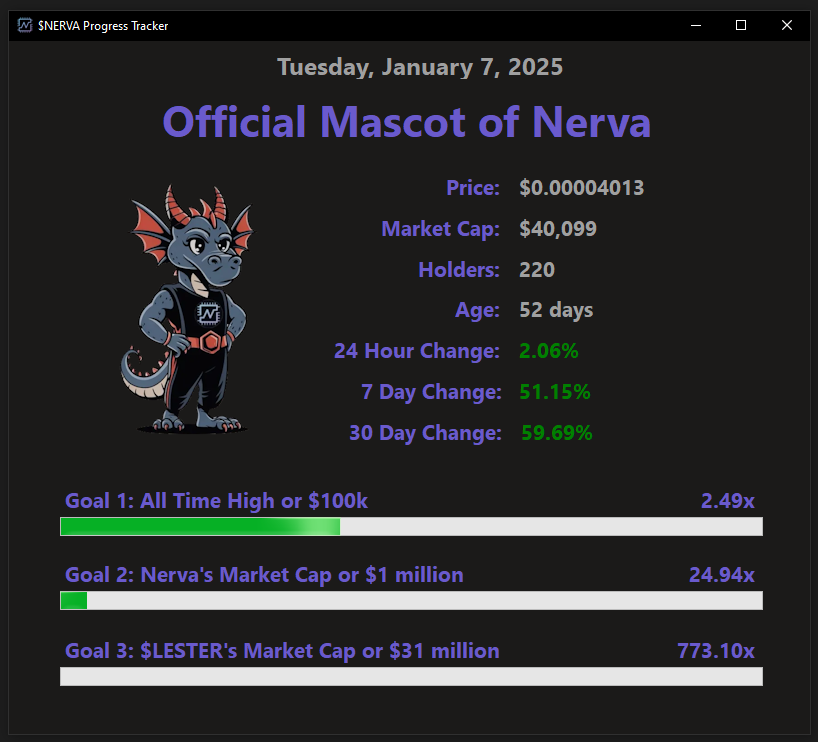 $NERVA Progress Tracker
Tuesday, January 7, 2025
Official Mascot of Nerva
Price: $0.00004013
Market Cap: $40,099
Holders: 220
Age: 52 days
24 Hour Change: 2.06%
7 Day Change: 51.15%
30 Day Change: 59.69%
Goal 1: All Time High or $100k 2.49x
Goal 2: Nerva's Market Cap or $1 million 24.94x
Goal 3: $LESTER's Market Cap or $31 million 773.10x